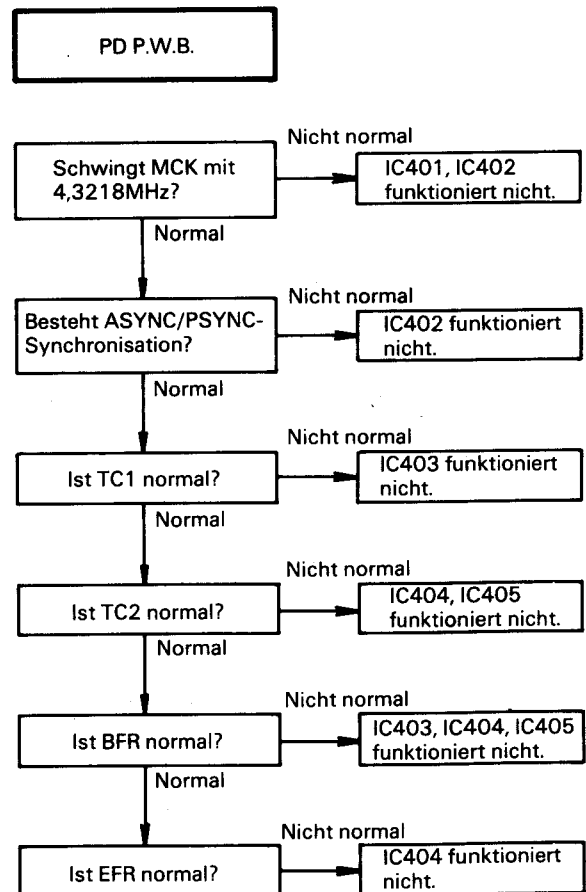 PD P.W.B.
Schwingt MCK mit
4,3218MHz?
Nicht normal
IC401, IC402
funktioniert nicht.
Normal
Besteht ASYNC/PSYNC-
Synchronisation?
Nicht normal
IC402 funktioniert
nicht.
Normal
Ist TC1 normal?
Nicht normal
IC403 funktioniert
nicht.
Normal
Ist TC2 normal?
Nicht normal
IC404, IC405
funktioniert nicht.
Normal
Ist BFR normal?
Nicht normal
IC403, IC404, IC405
funktioniert nicht.
Normal
Ist EFR normal?
Nicht normal
IC404 funktioniert
nicht.